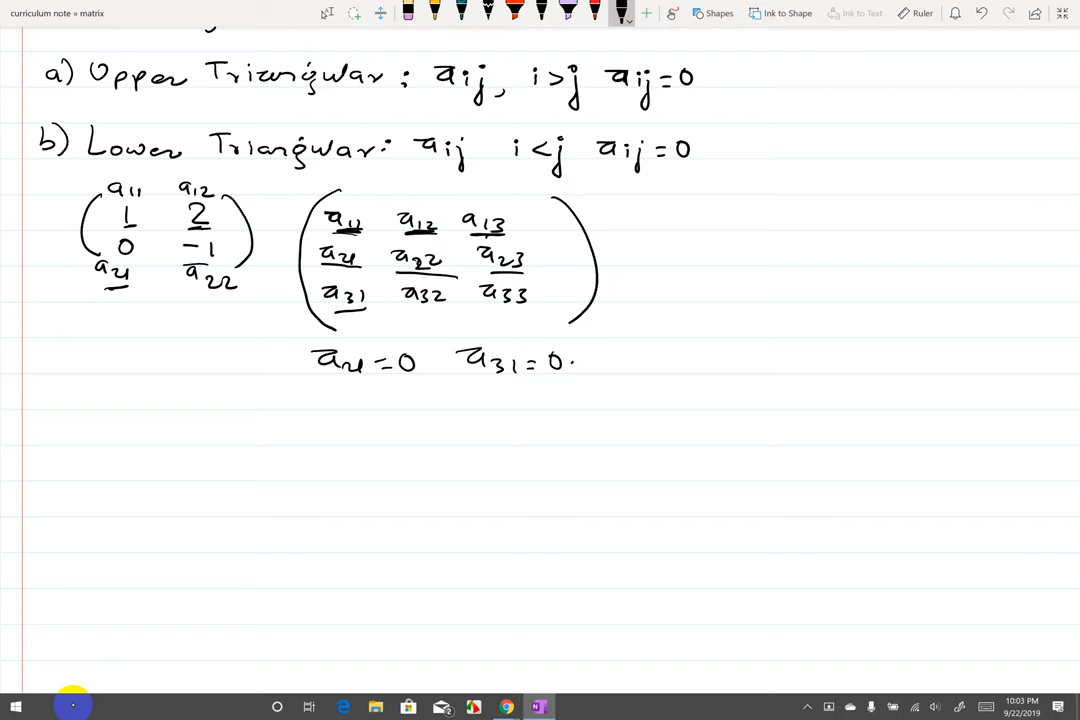 curriculum note » matrix
Shapes Ink to Shape Ink to Text Ruler
a) Upper Triangular : aij, i>j aij=0
b) Lower Triangular: aij i<j aij=0
a11 a12
1 2
0 -1
a21 a22
a11 a12 a13
a21 a22 a23
a31 a32 a33
a21=0 a31=0.
10:03 PM
9/22/2019